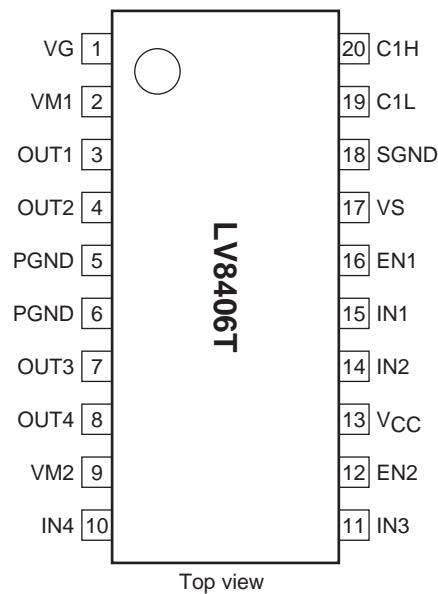 VG 1 20 C1H
VM1 2 19 C1L
OUT1 3 18 SGND
OUT2 4 17 VS
PGND 5 16 EN1
PGND 6 15 IN1
OUT3 7 14 IN2
OUT4 8 13 VCC
VM2 9 12 EN2
IN4 10 11 IN3
LV8406T
Top view